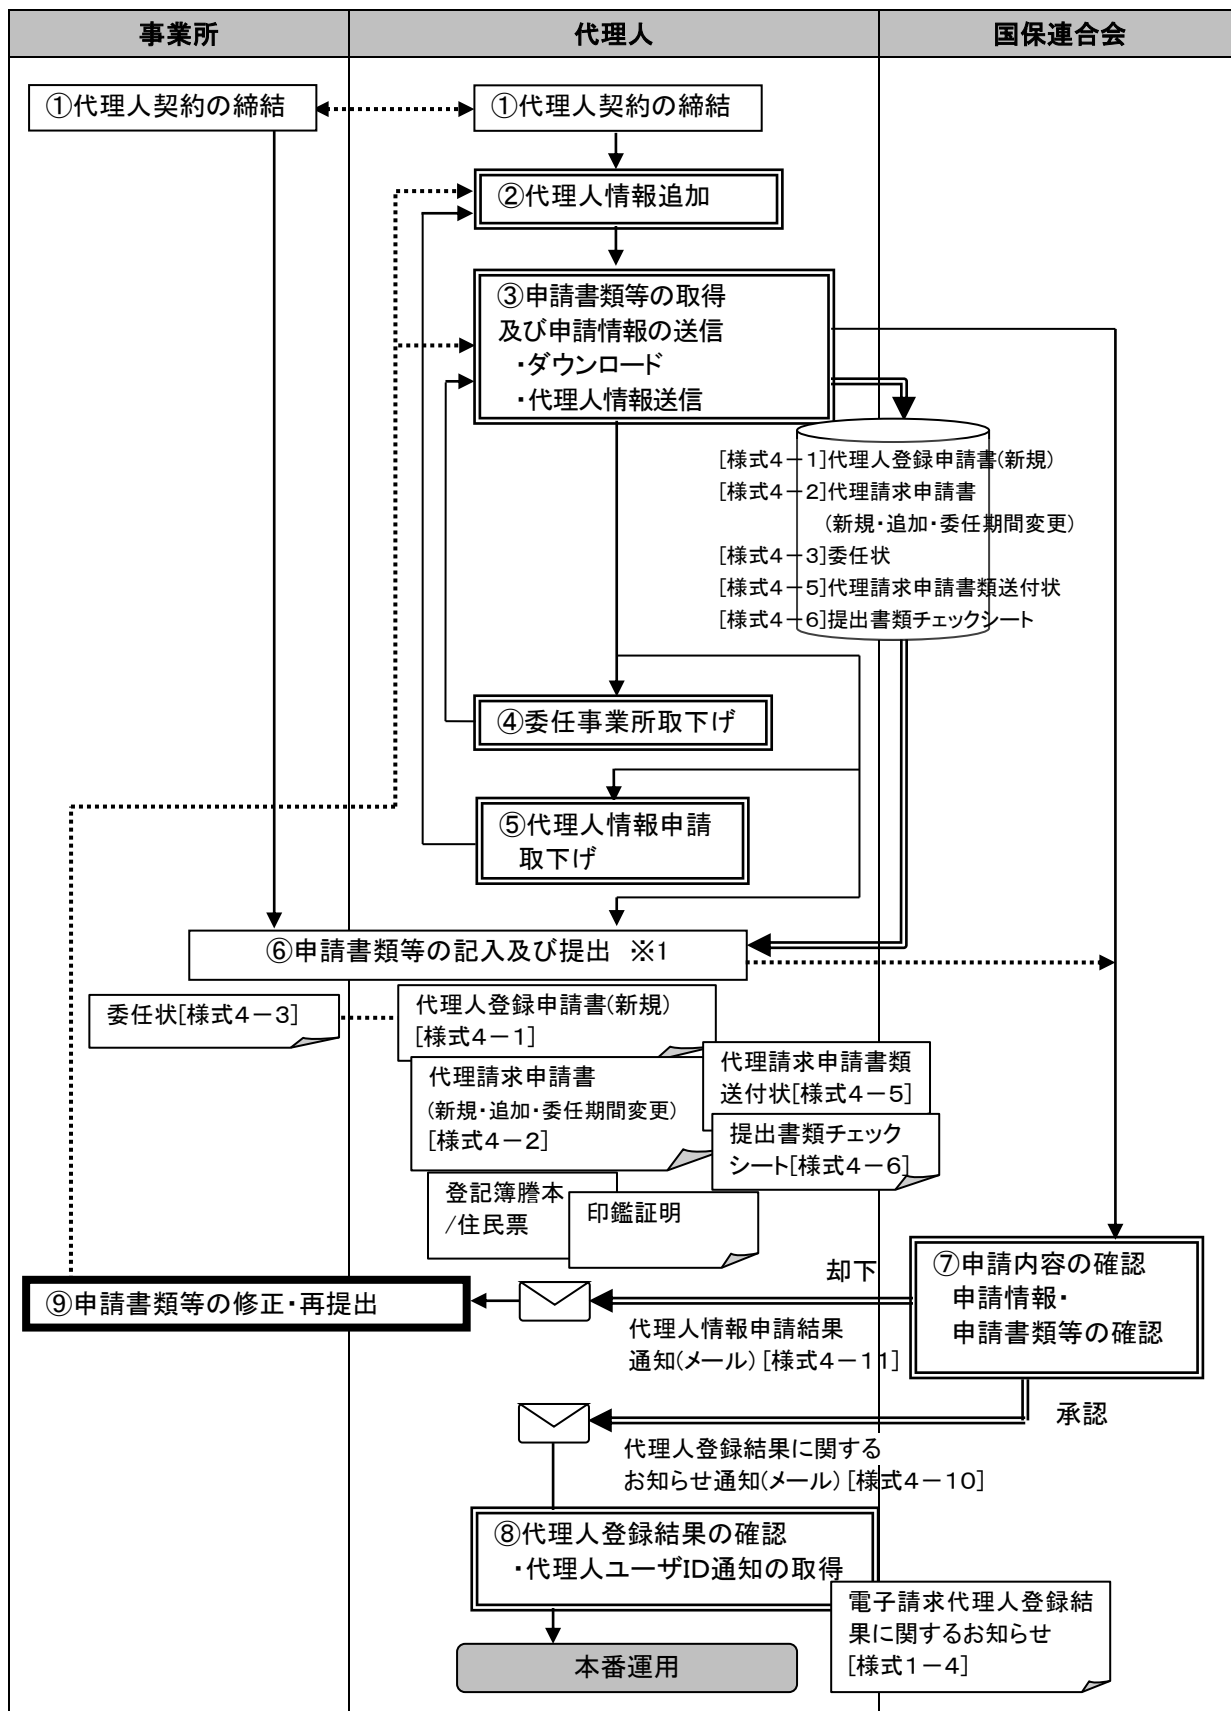 事業所
代理人
国保連合会
①代理人契約の締結
①代理人契約の締結
②代理人情報追加
③申請書類等の取得
及び申請情報の送信
・ダウンロード
・代理人情報送信
[様式4－1]代理人登録申請書(新規)
[様式4－2]代理請求申請書
(新規・追加・委任期間変更)
[様式4－3]委任状
[様式4－5]代理請求申請書類送付状
[様式4－6]提出書類チェックシート
④委任事業所取下げ
⑤代理人情報申請
取下げ
⑥申請書類等の記入及び提出 ※1
委任状[様式4－3]
代理人登録申請書(新規)
[様式4－1]
代理請求申請書
(新規・追加・委任期間変更)
[様式4－2]
代理請求申請書類
送付状[様式4－5]
提出書類チェック
シート[様式4－6]
登記簿謄本
/住民票
印鑑証明
却下
⑦申請内容の確認
申請情報・
申請書類等の確認
⑨申請書類等の修正・再提出
代理人情報申請結果
通知(メール)[様式4－11]
承認
代理人登録結果に関する
お知らせ通知(メール)[様式4－10]
⑧代理人登録結果の確認
・代理人ユーザID通知の取得
電子請求代理人登録結
果に関するお知らせ
[様式1－4]
本番運用